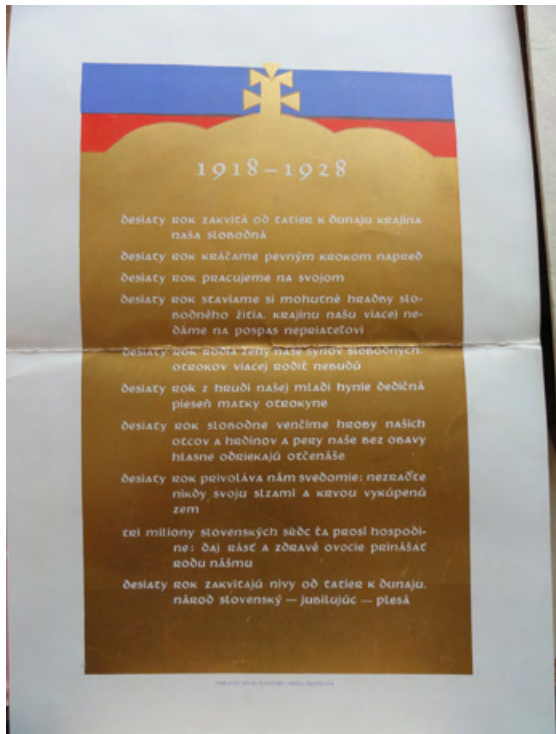 1918–1928
desiaty rok zakvitá od tatier k dunaju krajina
naša slobodná
desiaty rok kráčame pevným krokom napred
desiaty rok pracujeme na svojom
desiaty rok staviame si mohutné hradby slo-
bodného žitia. krajinu našu viacej ne-
dáme na pospas nepriateľovi
desiaty rok rodia ženy naše synov slobodných:
otrokov viacej rodiť nebudú
desiaty rok z hrudi našej mladi hynie dedičná
pieseň matky otrokyne
desiaty rok slobodne venčíme hroby našich
otcov a hrdinov a pery naše bez obavy
hlasne odriekajú otčenáše
desiaty rok privoláva nám svedomie: nezraďte
nikdy svoju slzami a krvou vykúpenú
zem
tri miliony slovenských sŕdc ťa prosí hospodi-
ne: daj rásť a zdravé ovocie prinášať
rodu nášmu
desiaty rok zakvitajú nivy od tatier k dunaju.
národ slovenský — jubilujúc — plesá